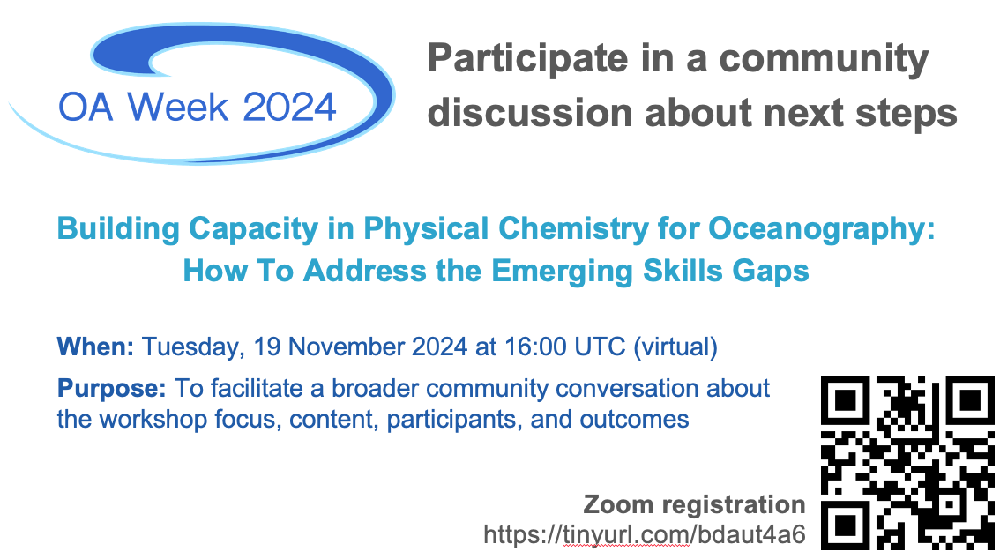 OA Week 2024
Participate in a community
discussion about next steps
Building Capacity in Physical Chemistry for Oceanography:
How To Address the Emerging Skills Gaps
When: Tuesday, 19 November 2024 at 16:00 UTC (virtual)
Purpose: To facilitate a broader community conversation about
the workshop focus, content, participants, and outcomes
Zoom registration
https://tinyurl.com/bdaut4a6